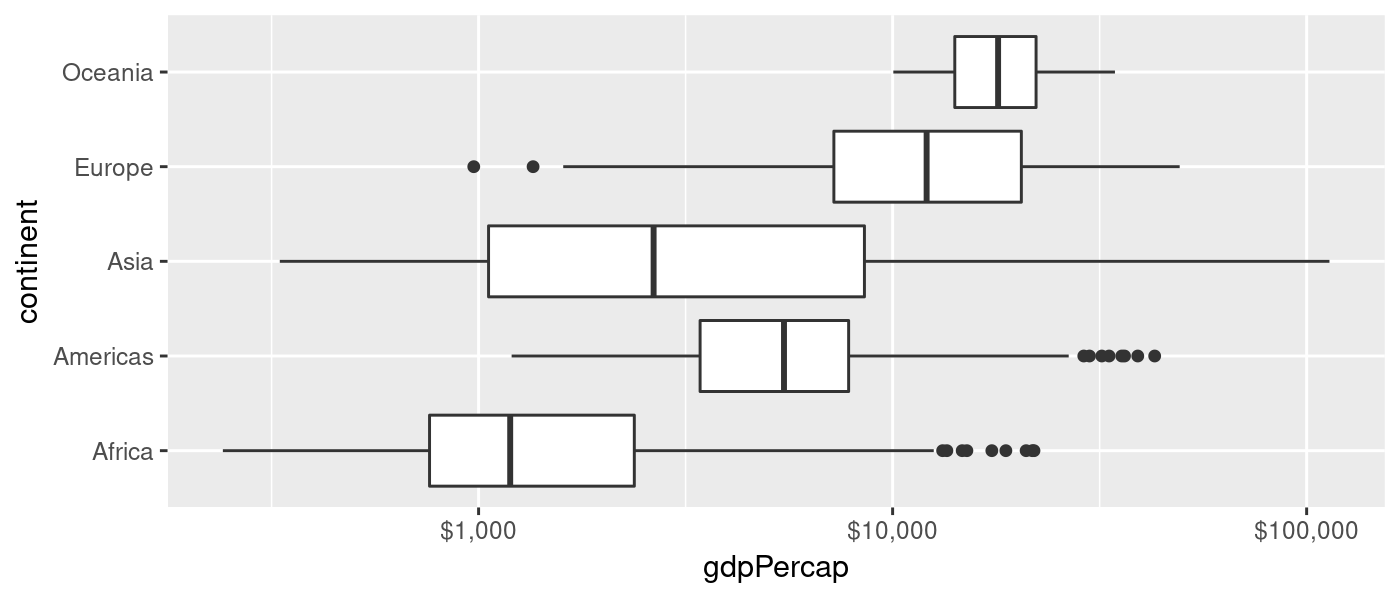 Oceania
Europe
Asia
Americas
Africa
continent
$1,000
$10,000
$100,000
gdpPercap